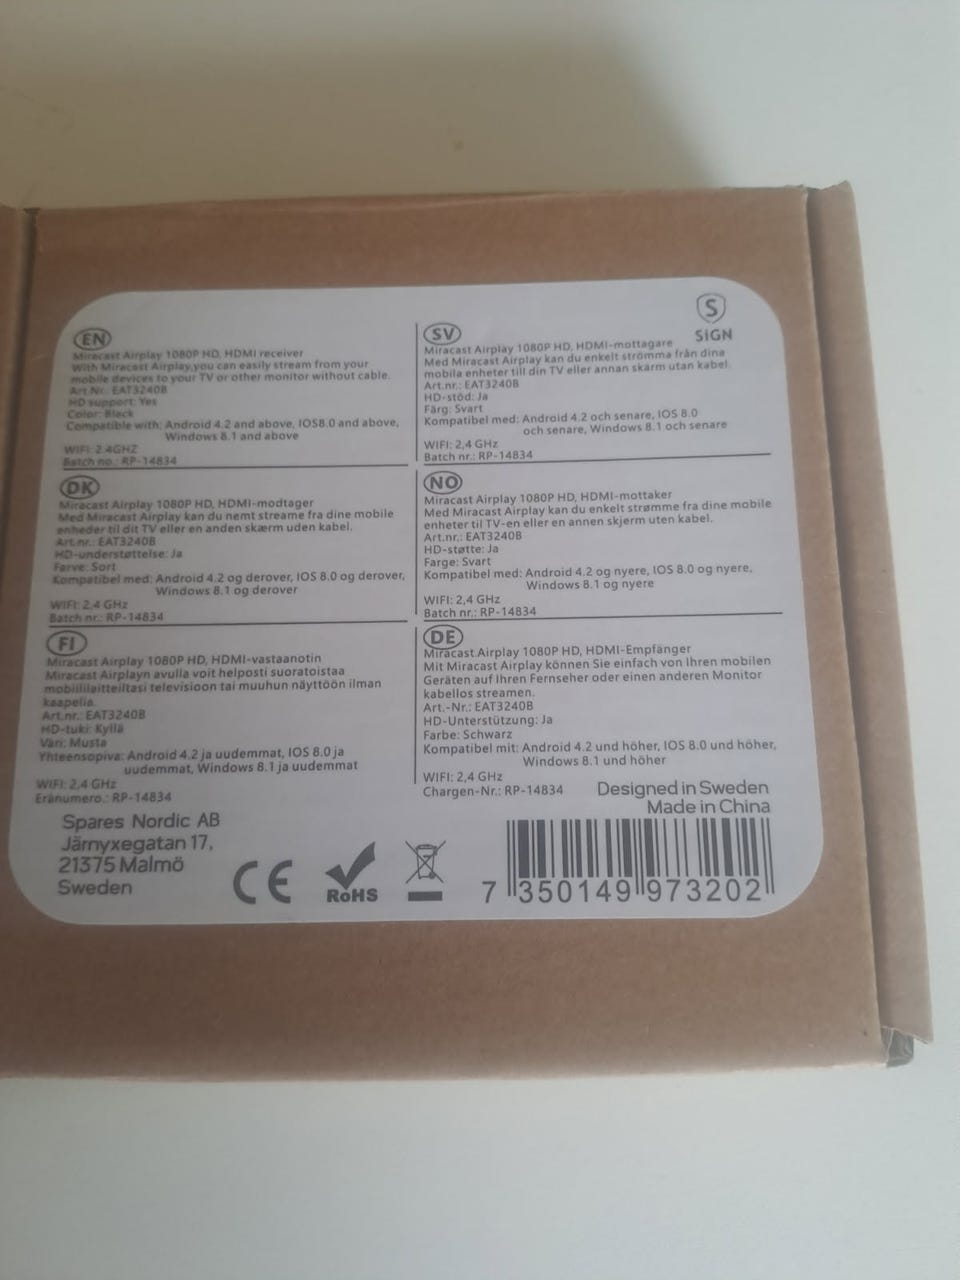 EN
Miracast Airplay 1080P HD, HDMI receiver
With Miracast Airplay,you can easily stream from your
mobile devices to your TV or other monitor without cable.
Art.Nr.: EAT3240B
HD support: Yes
Color: Black
Compatible with: Android 4.2 and above, IOS8.0 and above,
Windows 8.1 and above
WIFI: 2.4GHZ
Batch no.: RP-14834
S
SIGN
SV
Miracast Airplay 1080P HD, HDMI-mottagare
Med Miracast Airplay kan du enkelt strömma från dina
mobila enheter till din TV eller annan skärm utan kabel.
Art.nr.: EAT3240B
HD-stöd: Ja
Färg: Svart
Kompatibel med: Android 4.2 och senare, IOS 8.0
och senare, Windows 8.1 och senare
WIFI: 2,4 GHz
Batch nr.: RP-14834
DK
Miracast Airplay 1080P HD, HDMI-modtager
Med Miracast Airplay kan du nemt streame fra dine mobile
enheder til dit TV eller en anden skærm uden kabel.
Art.nr.: EAT3240B
HD-understøttelse: Ja
Farve: Sort
Kompatibel med: Android 4.2 og derover, IOS 8.0 og derover,
Windows 8.1 og derover
WIFI: 2,4 GHz
Batch nr.: RP-14834
NO
Miracast Airplay 1080P HD, HDMI-mottaker
Med Miracast Airplay kan du enkelt strømme fra dine mobile
enheter til TV-en eller en annen skjerm uten kabel.
Art.nr.: EAT3240B
HD-støtte: Ja
Farge: Svart
Kompatibel med: Android 4.2 og nyere, IOS 8.0 og nyere,
Windows 8.1 og nyere
WIFI: 2,4 GHz
Batch nr.: RP-14834
FI
Miracast Airplay 1080P HD, HDMI-vastaanotin
Miracast Airplayn avulla voit helposti suoratoistaa
mobiililaitteiltasi television tai muuhun näyttöön ilman
kaapelia.
Art.nr.: EAT3240B
HD-tuki: Kyllä
Väri: Musta
Yhteensopiva: Android 4.2 ja uudemmat, IOS 8.0 ja
uudemmat, Windows 8.1 ja uudemmat
WIFI: 2,4 GHz
Eränumero.: RP-14834
DE
Miracast Airplay 1080P HD, HDMI-Empfänger
Mit Miracast Airplay können Sie einfach von Ihren mobilen
Geräten auf Ihren Fernseher oder einen anderen Monitor
kabellos streamen.
Art.-Nr.: EAT3240B
HD-Unterstützung: Ja
Farbe: Schwarz
Kompatibel mit: Android 4.2 und höher, IOS 8.0 und höher,
Windows 8.1 und höher
WIFI: 2,4 GHz
Chargen-Nr.: RP-14834
Designed in Sweden
Made in China
Spares Nordic AB
Järnyxegatan 17,
21375 Malmö
Sweden
CE
RoHS
7 350149 973202